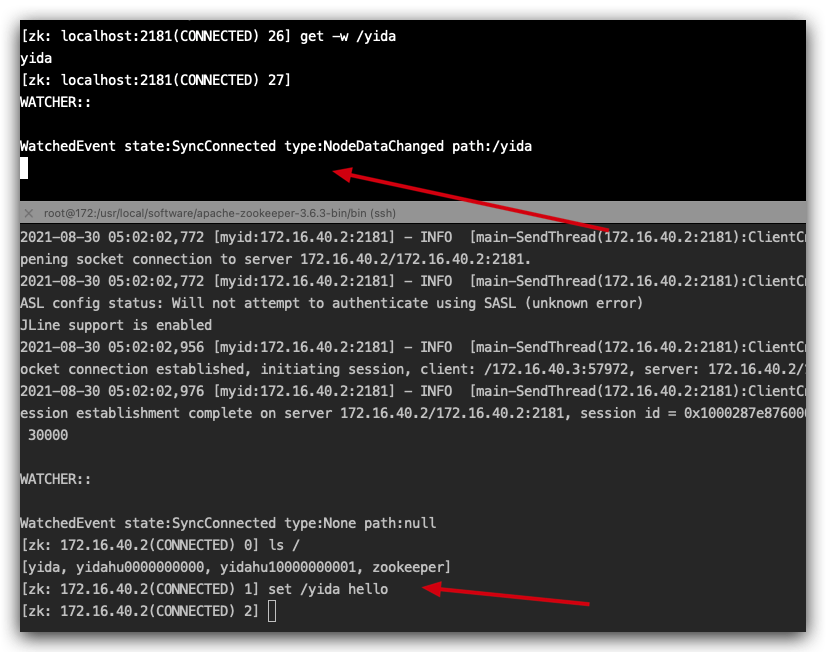 [zk: localhost:2181(CONNECTED) 26] get -w /yida
yida
[zk: localhost:2181(CONNECTED) 27]
WATCHER::
WatchedEvent state:SyncConnected type:NodeDataChanged path:/yida
× root@172:/usr/local/software/apache-zookeeper-3.6.3-bin/bin (ssh)
2021-08-30 05:02:02,772 [myid:172.16.40.2:2181] - INFO  [main-SendThread(172.16.40.2:2181):ClientCn
pening socket connection to server 172.16.40.2/172.16.40.2:2181.
2021-08-30 05:02:02,772 [myid:172.16.40.2:2181] - INFO  [main-SendThread(172.16.40.2:2181):ClientCn
ASL config status: Will not attempt to authenticate using SASL (unknown error)
JLine support is enabled
2021-08-30 05:02:02,956 [myid:172.16.40.2:2181] - INFO  [main-SendThread(172.16.40.2:2181):ClientCn
ocket connection established, initiating session, client: /172.16.40.3:57972, server: 172.16.40.2/1
2021-08-30 05:02:02,976 [myid:172.16.40.2:2181] - INFO  [main-SendThread(172.16.40.2:2181):ClientCn
ession establishment complete on server 172.16.40.2/172.16.40.2:2181, session id = 0x1000287e876000
30000
WATCHER::
WatchedEvent state:SyncConnected type:None path:null
[zk: 172.16.40.2(CONNECTED) 0] ls /
[yida, yidahu0000000000, yidahu10000000001, zookeeper]
[zk: 172.16.40.2(CONNECTED) 1] set /yida hello
[zk: 172.16.40.2(CONNECTED) 2]